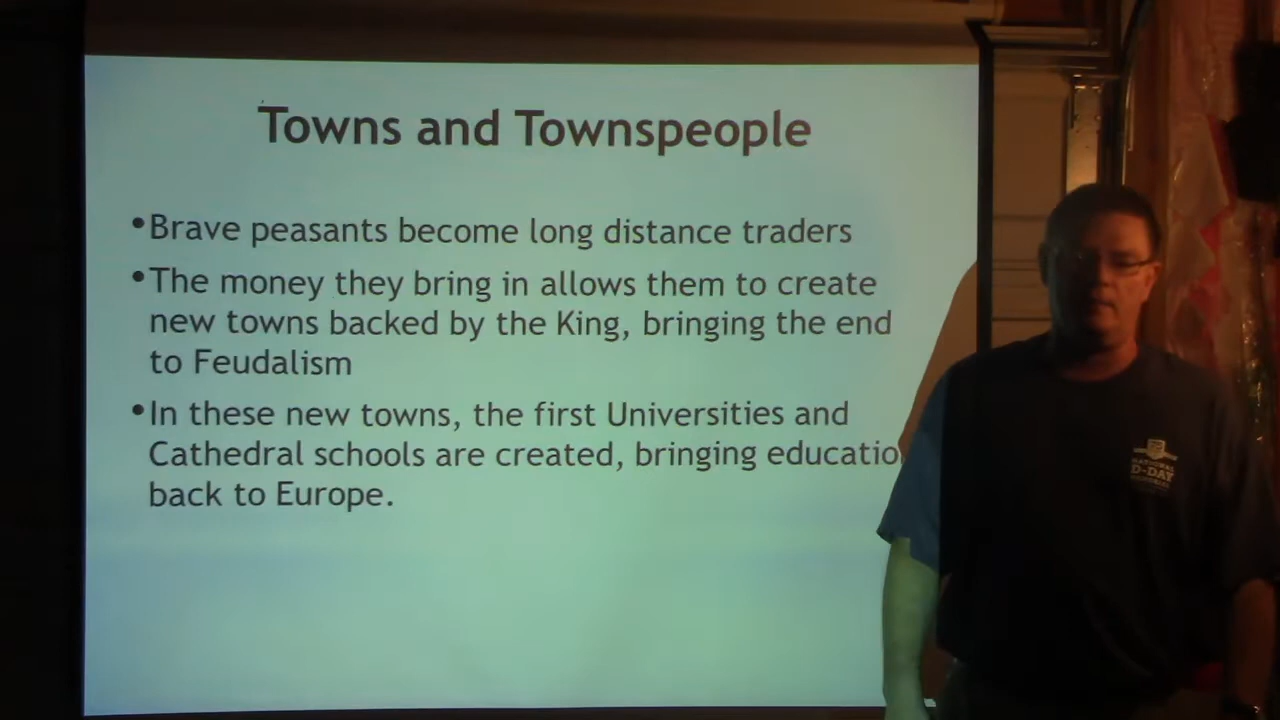 Towns and Townspeople
•Brave peasants become long distance traders
•The money they bring in allows them to create
new towns backed by the King, bringing the end
to Feudalism
•In these new towns, the first Universities and
Cathedral schools are created, bringing educatio
back to Europe.
NATIONAL
D-DAY
MEMORIAL